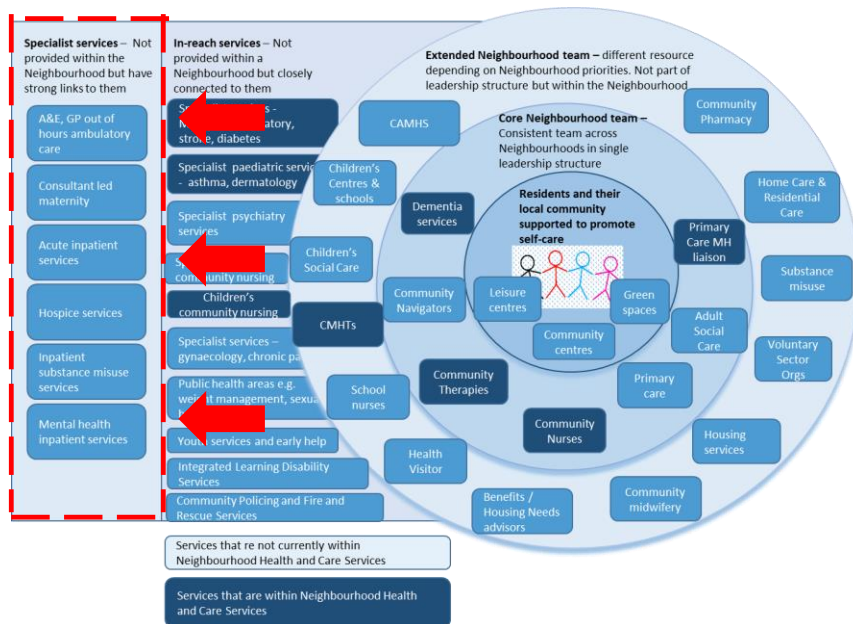 Specialist services – Not
provided within the
Neighbourhood but have
strong links to them
A&E, GP out of
hours ambulatory
care
Consultant led
maternity
Acute inpatient
services
Hospice services
Inpatient
substance misuse
services
Mental health
inpatient services
In-reach services – Not
provided within a
Neighbourhood but closely
connected to them
stroke, diabetes
Specialist paediatric
- asthma, dermatology
Specialist psychiatry
services
community nursing
Children's
community nursing
Specialist services –
gynaecology, chronic
Public health areas e.g.
management,
Youth services and early help
Integrated Learning Disability
Services
Community Policing and Fire and
Rescue Services
Extended Neighbourhood team – different resource
depending on Neighbourhood priorities. Not part of
leadership structure but within the Neighbourhood
CAMHS
Community
Pharmacy
Children's
Centres &
schools
Home Care &
Residential Care
Children's
Social Care
Substance
misuse
CMHTs
Voluntary
Sector
Orgs
School
nurses
Housing
services
Health
Visitor
Benefits /
Housing Needs
advisors
Community
midwifery
Core Neighbourhood team –
Consistent team across
Neighbourhoods in single
leadership structure
Dementia
services
Primary
Care MH
liaison
Community
Navigators
Adult
Social
Care
Community
Therapies
Primary
care
Community
Nurses
Residents and their
local community
supported to promote
self-care
Leisure
centres
Green
spaces
Community
centres
Services that re not currently within
Neighbourhood Health and Care Services
Services that are within Neighbourhood Health
and Care Services